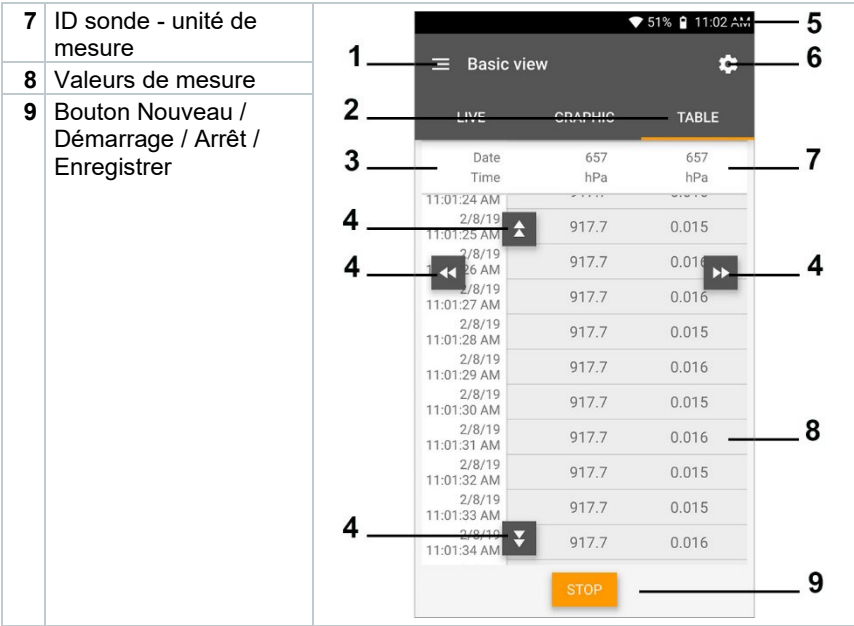 7 ID sonde - unité de
mesure
8 Valeurs de mesure
9 Bouton Nouveau /
Démarrage / Arrêt /
Enregistrer
51% 11:02 AM 5
1 Basic view 6
2 LIVE GRAPHIC TABLE
3 Date 657 657 7
Time hPa hPa
11:01:24 AM
4 2/8/19 917.7 0.015
11:01:25 AM
4 2/8/19 917.7 4
26 AM
2/8/19 917.7 0.016
11:01:27 AM
2/8/19 917.7 0.015
11:01:28 AM
2/8/19 917.7 0.016
11:01:29 AM
2/8/19 917.7 0.015
11:01:30 AM
2/8/19 917.7 0.016 8
11:01:31 AM
2/8/19 917.7 0.015
11:01:32 AM
2/8/19 917.7 0.015
11:01:33 AM
4 2/8/19 917.7 0.016
11:01:34 AM
STOP 9